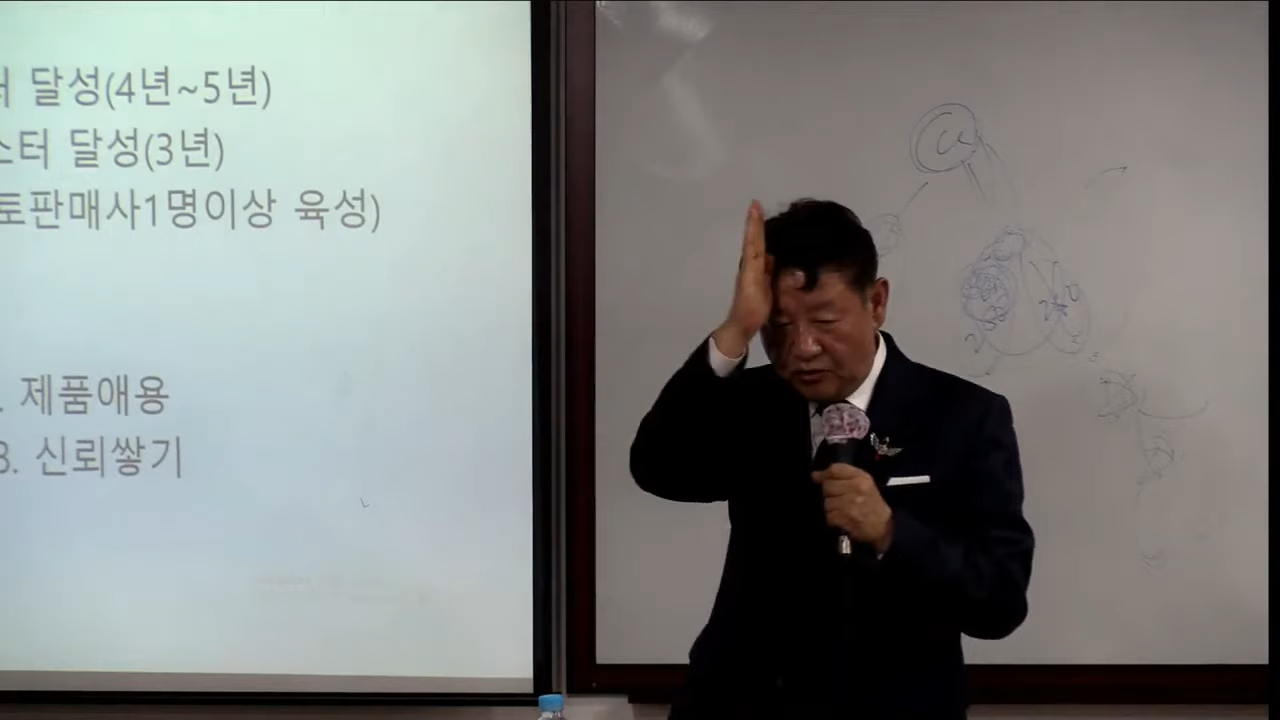 터 달성(4년~5년)
스터 달성(3년)
토판매사1명이상 육성)
. 제품애용
3. 신뢰쌓기